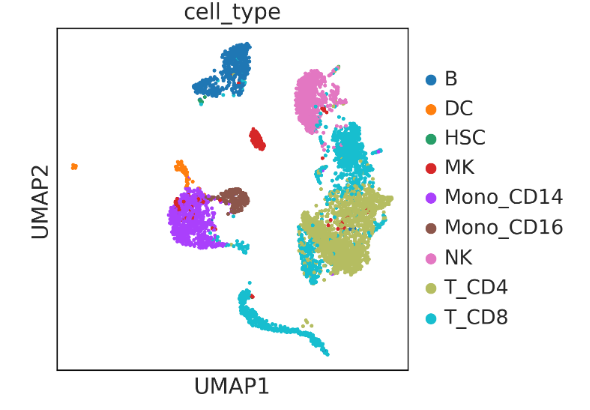 cell_type
UMAP2
UMAP1
B
DC
HSC
MK
Mono_CD14
Mono_CD16
NK
T_CD4
T_CD8